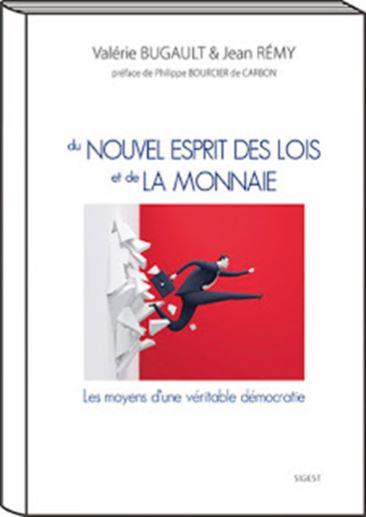 Valérie BUGAULT & Jean RÉMY
préface de Philippe BOURCIER de CARBON
du NOUVEL ESPRIT DES LOIS
et de LA MONNAIE
Les moyens d'une véritable démocratie
SIGEST